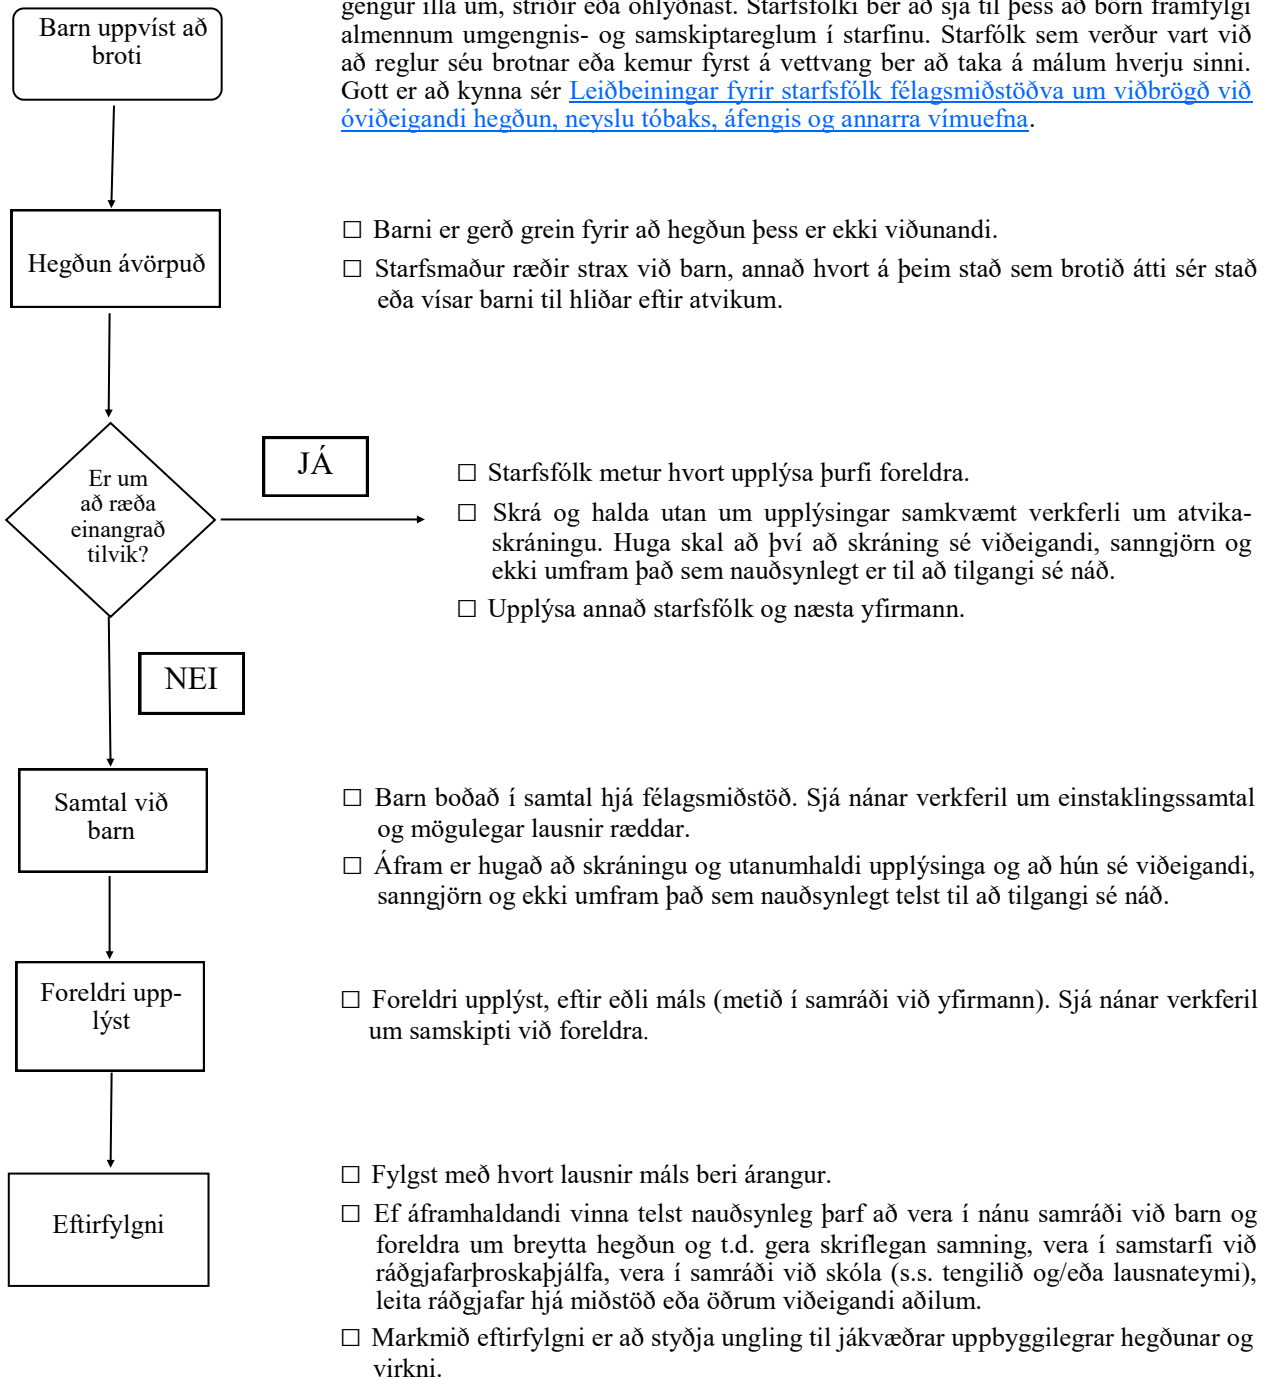 Barn uppvíst að
broti
gengur illa um, stríðir eða óhlýðnast. Starfsfólki ber að sjá til þess að börn framfylgi
almennum umgengnis- og samskiptareglum í starfinu. Starfólk sem verður vart við
að reglur séu brotnar eða kemur fyrst á vettvang ber að taka á málum hverju sinni.
Gott er að kynna sér Leiðbeiningar fyrir starfsfólk félagsmiðstöðva um viðbrögð við
óviðeigandi hegðun, neyslu tóbaks, áfengis og annarra vímuefna.
Hegðun ávörpuð
☐ Barni er gerð grein fyrir að hegðun þess er ekki viðunandi.
☐ Starfsmaður ræðir strax við barn, annað hvort á þeim stað sem brotið átti sér stað
eða vísar barni til hliðar eftir atvikum.
Er um
að ræða
einangrað
tilvik?
JÁ
☐ Starfsfólk metur hvort upplýsa þurfi foreldra.
☐ Skrá og halda utan um upplýsingar samkvæmt verkferli um atvika-
skráningu. Huga skal að því að skráning sé viðeigandi, sanngjörn og
ekki umfram það sem nauðsynlegt er til að tilgangi sé náð.
☐ Upplýsa annað starfsfólk og næsta yfirmann.
NEI
Samtal við
barn
☐ Barn boðað í samtal hjá félagsmiðstöð. Sjá nánar verkferil um einstaklingssamtal
og mögulegar lausnir ræddar.
☐ Áfram er hugað að skráningu og utanumhaldi upplýsinga og að hún sé viðeigandi,
sanngjörn og ekki umfram það sem nauðsynlegt telst til að tilgangi sé náð.
Foreldri upp-
lýst
☐ Foreldri upplýst, eftir eðli máls (metið í samráði við yfirmann). Sjá nánar verkferil
um samskipti við foreldra.
Eftirfylgni
☐ Fylgst með hvort lausnir máls beri árangur.
☐ Ef áframhaldandi vinna telst nauðsynleg þarf að vera í nánu samráði við barn og
foreldra um breytta hegðun og t.d. gera skriflegan samning, vera í samstarfi við
ráðgjafarþroskaþjálfa, vera í samráði við skóla (s.s. tengilið og/eða lausnateymi),
leita ráðgjafar hjá miðstöð eða öðrum viðeigandi aðilum.
☐ Markmið eftirfylgni er að styðja ungling til jákvæðrar uppbyggilegrar hegðunar og
virkni.